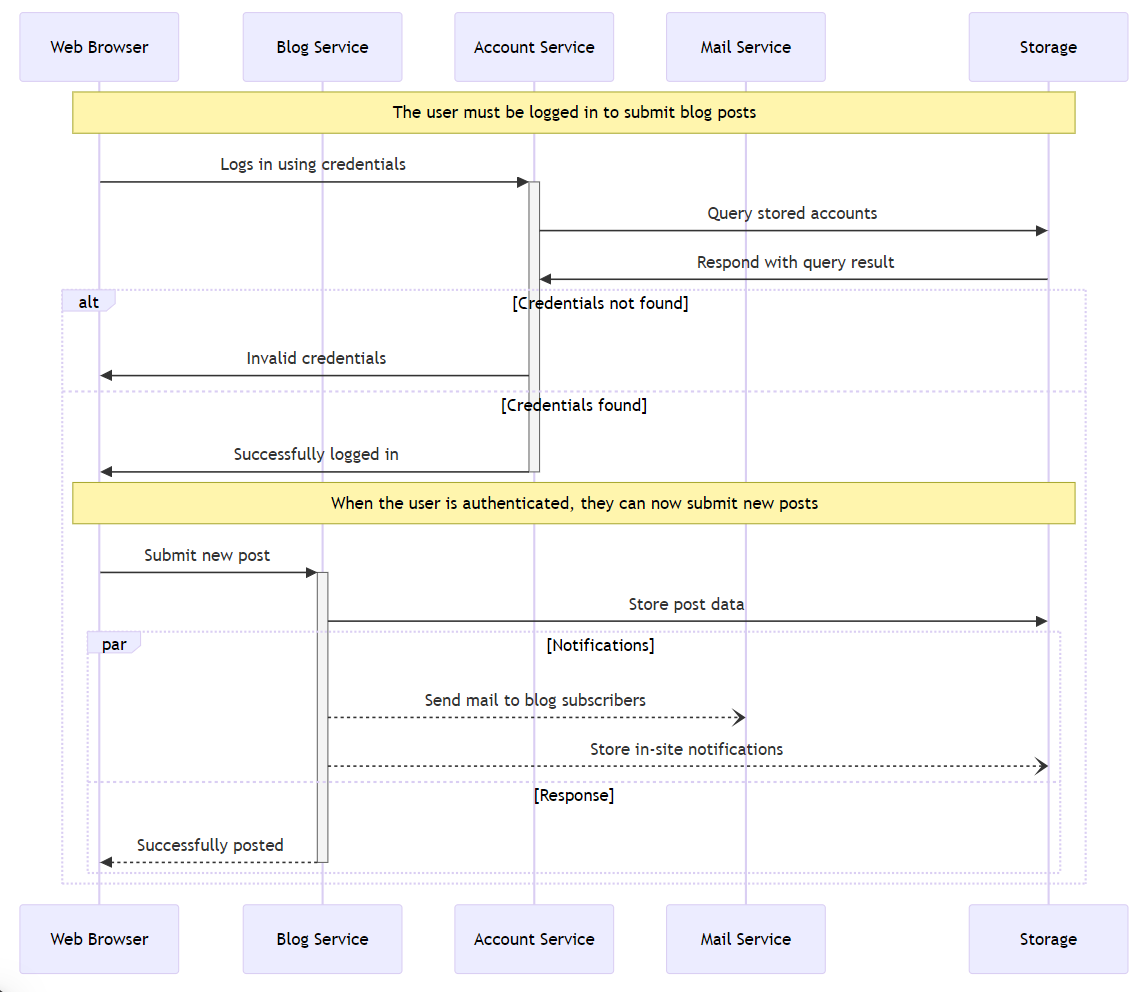 Web Browser
Blog Service
Account Service
Mail Service
Storage
The user must be logged in to submit blog posts
Logs in using credentials
Query stored accounts
Respond with query result
alt
[Credentials not found]
Invalid credentials
[Credentials found]
Successfully logged in
When the user is authenticated, they can now submit new posts
Submit new post
Store post data
par
[Notifications]
Send mail to blog subscribers
Store in-site notifications
[Response]
Successfully posted
Web Browser
Blog Service
Account Service
Mail Service
Storage